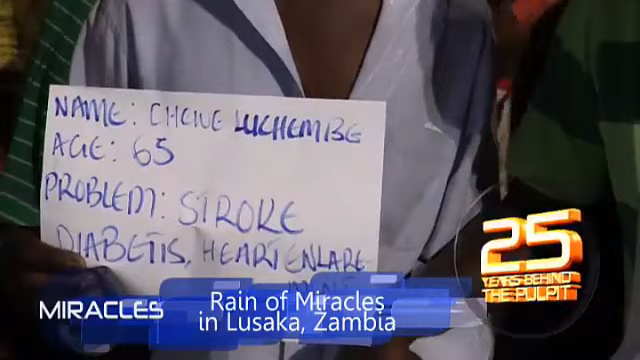 NAME: CHEWE LUCHEMBE
AGE: 65
PROBLEM: STROKE
DIABETIS, HEART ENLARGE
MIRACLES
Rain of Miracles
in Lusaka, Zambia
25
YEARS BEHIND
THE PULPIT